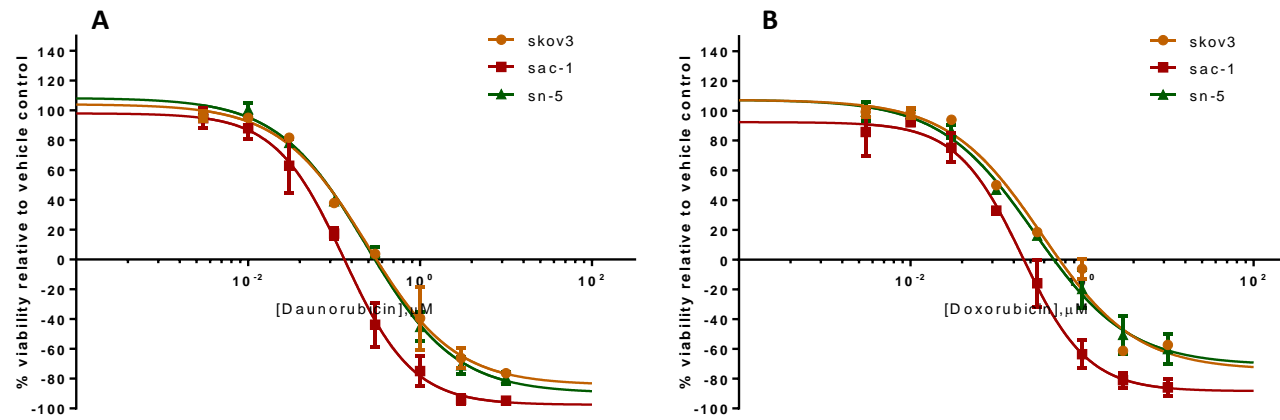 A
% viability relative to vehicle control
140
120
100
80
60
40
20
0
-20
-40
-60
-80
-100
skov3
sac-1
sn-5
10-2
100
102
[Daunorubicin],μM
B
% viability relative to vehicle control
140
120
100
80
60
40
20
0
-20
-40
-60
-80
-100
skov3
sac-1
sn-5
10-2
100
102
[Doxorubicin],μM